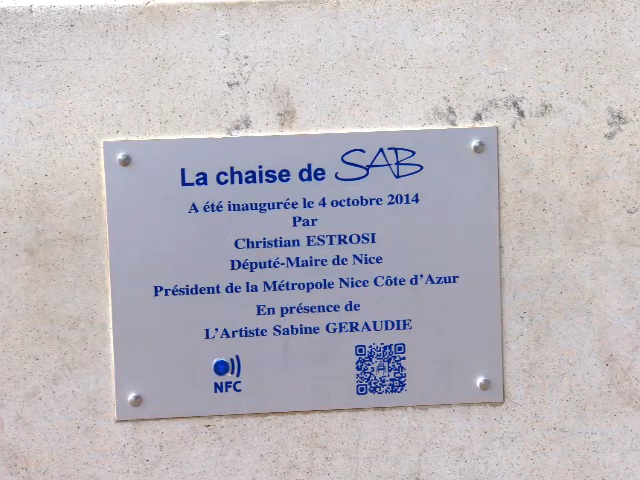 La chaise de SAB
A été inaugurée le 4 octobre 2014
Par
Christian ESTROSI
Député-Maire de Nice
Président de la Métropole Nice Côte d'Azur
En présence de
L'Artiste Sabine GERAUDIE
NFC